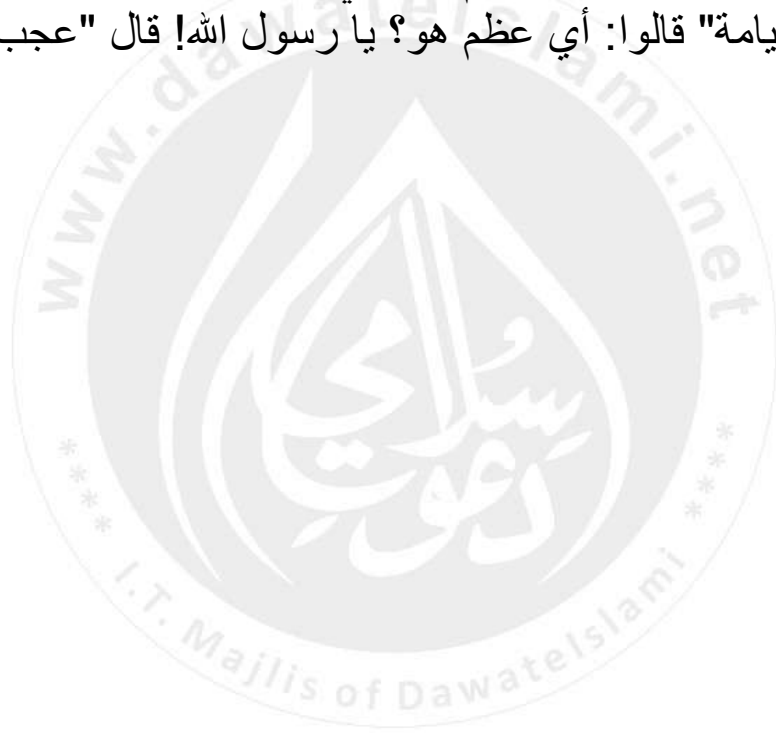 يامة" قالوا: أي عظم هو؟ يا رسول الله! قال "عجب
www.dawateislami.net
دعوتِ اسلامی
**** I.T. Majlis of DawateIslami ****